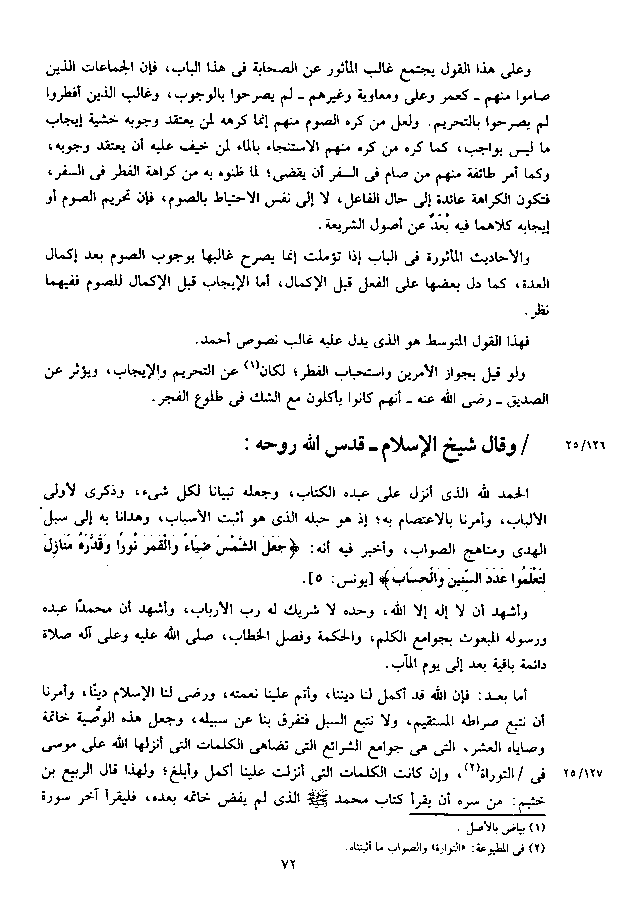 وعلى هذا القول يجتمع غالب المأثور عن الصحابة فى هذا الباب، فإن الجماعات الذين
صاموا منهم ـ كعمر وعلى ومعاوية وغيرهم ـ لم يصرحوا بالوجوب، وغالب الذين أفطروا
لم يصرحوا بالتحريم. ولعل من كره الصوم منهم إنما كرهه لمن يعتقد وجوبه خشية إيجاب
ما ليس بواجب، كما كره من كره منهم الاستنجاء بالماء لمن خيف عليه أن يعتقد وجوبه،
وكما أمر طائفة منهم من صام فى السفر أن يقضى؛ لما ظنوه به من كراهة الفطر فى السفر،
فتكون الكراهة عائدة إلى حال الفاعل، لا إلى نفس الاحتياط بالصوم، فإن تحريم الصوم أو
إيجابه كلاهما فيه بُعْدٌ عن أصول الشريعة.
والأحاديث المأثورة فى الباب إذا تؤملت إنما يصرح غالبها بوجوب الصوم بعد إكمال
العدة، كما دل بعضها على الفعل قبل الإكمال، أما الإيجاب قبل الإكمال للصوم ففيهما
نظر.
فهذا القول المتوسط هو الذى يدل عليه غالب نصوص أحمد.
ولو قيل بجواز الأمرين واستحباب الفطر؛ لكان(١) عن التحريم والإيجاب، ويؤثر عن
الصديق ـ رضى الله عنه ـ أنهم كانوا يأكلون مع الشك فى طلوع الفجر.
٢٥/١٢٦ / وقال شيخ الإسلام ـ قدس الله روحه :
الحمد لله الذى أنزل على عبده الكتاب، وجعله تبيانا لكل شىء، وذكرى لأولى
الألباب، وأمرنا بالاعتصام به؛ إذ هو حبله الذى هو أثبت الأسباب، وهدانا به إلى سبل
الهدى ومناهج الصواب، وأخبر فيه أنه: ﴿جَعَلَ الشَّمْسَ ضِيَاءً وَالْقَمَرَ نُورًا وَقَدَّرَهُ مَنَازِلَ
لِتَعْلَمُوا عَدَدَ السِّنِينَ وَالْحِسَابَ﴾ [يونس: ٥].
وأشهد أن لا إله إلا الله، وحده لا شريك له رب الأرباب، وأشهد أن محمدًا عبده
ورسوله المبعوث بجوامع الكلم، والحكمة وفصل الخطاب، صلى الله عليه وعلى آله صلاة
دائمة باقية بعد إلى يوم المآب.
أما بعد: فإن الله قد أكمل لنا ديننا، وأتم علينا نعمته، ورضى لنا الإسلام دينًا، وأمرنا
أن نتبع صراطه المستقيم، ولا نتبع السبل فتفرق بنا عن سبيله، وجعل هذه الوصية خاتمة
وصاياه العشر، التى هى جوامع الشرائع التى تضاهى الكلمات التى أنزلها الله على موسى
٢٥/١٢٧ فى / التوراة(٢)، وإن كانت الكلمات التى أنزلت علينا أكمل وأبلغ؛ ولهذا قال الربيع بن
خثيم: من سره أن يقرأ كتاب محمد ﷺ الذى لم يفض خاتمه بعده، فليقرأ آخر سورة
(١) بياض بالأصل .
(٢) فى المطبوعة: «التوارة» والصواب ما أثبتناه.
٧٢